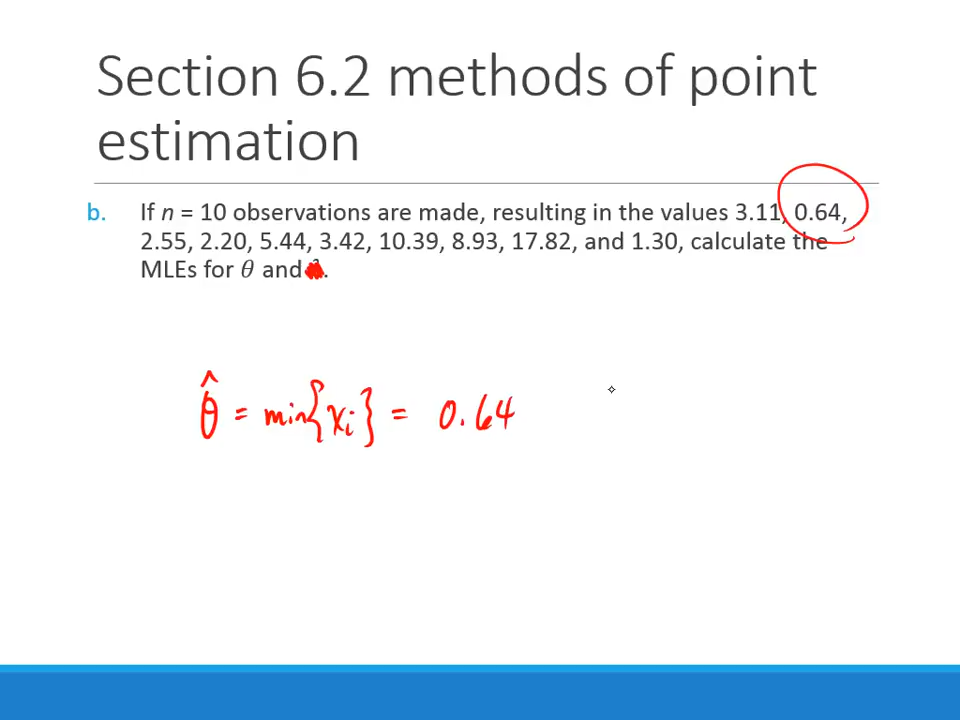 Section 6.2 methods of point
estimation
b. If n = 10 observations are made, resulting in the values 3.11, 0.64,
2.55, 2.20, 5.44, 3.42, 10.39, 8.93, 17.82, and 1.30, calculate the
MLEs for θ and .
θ̂ = min{xᵢ} = 0.64